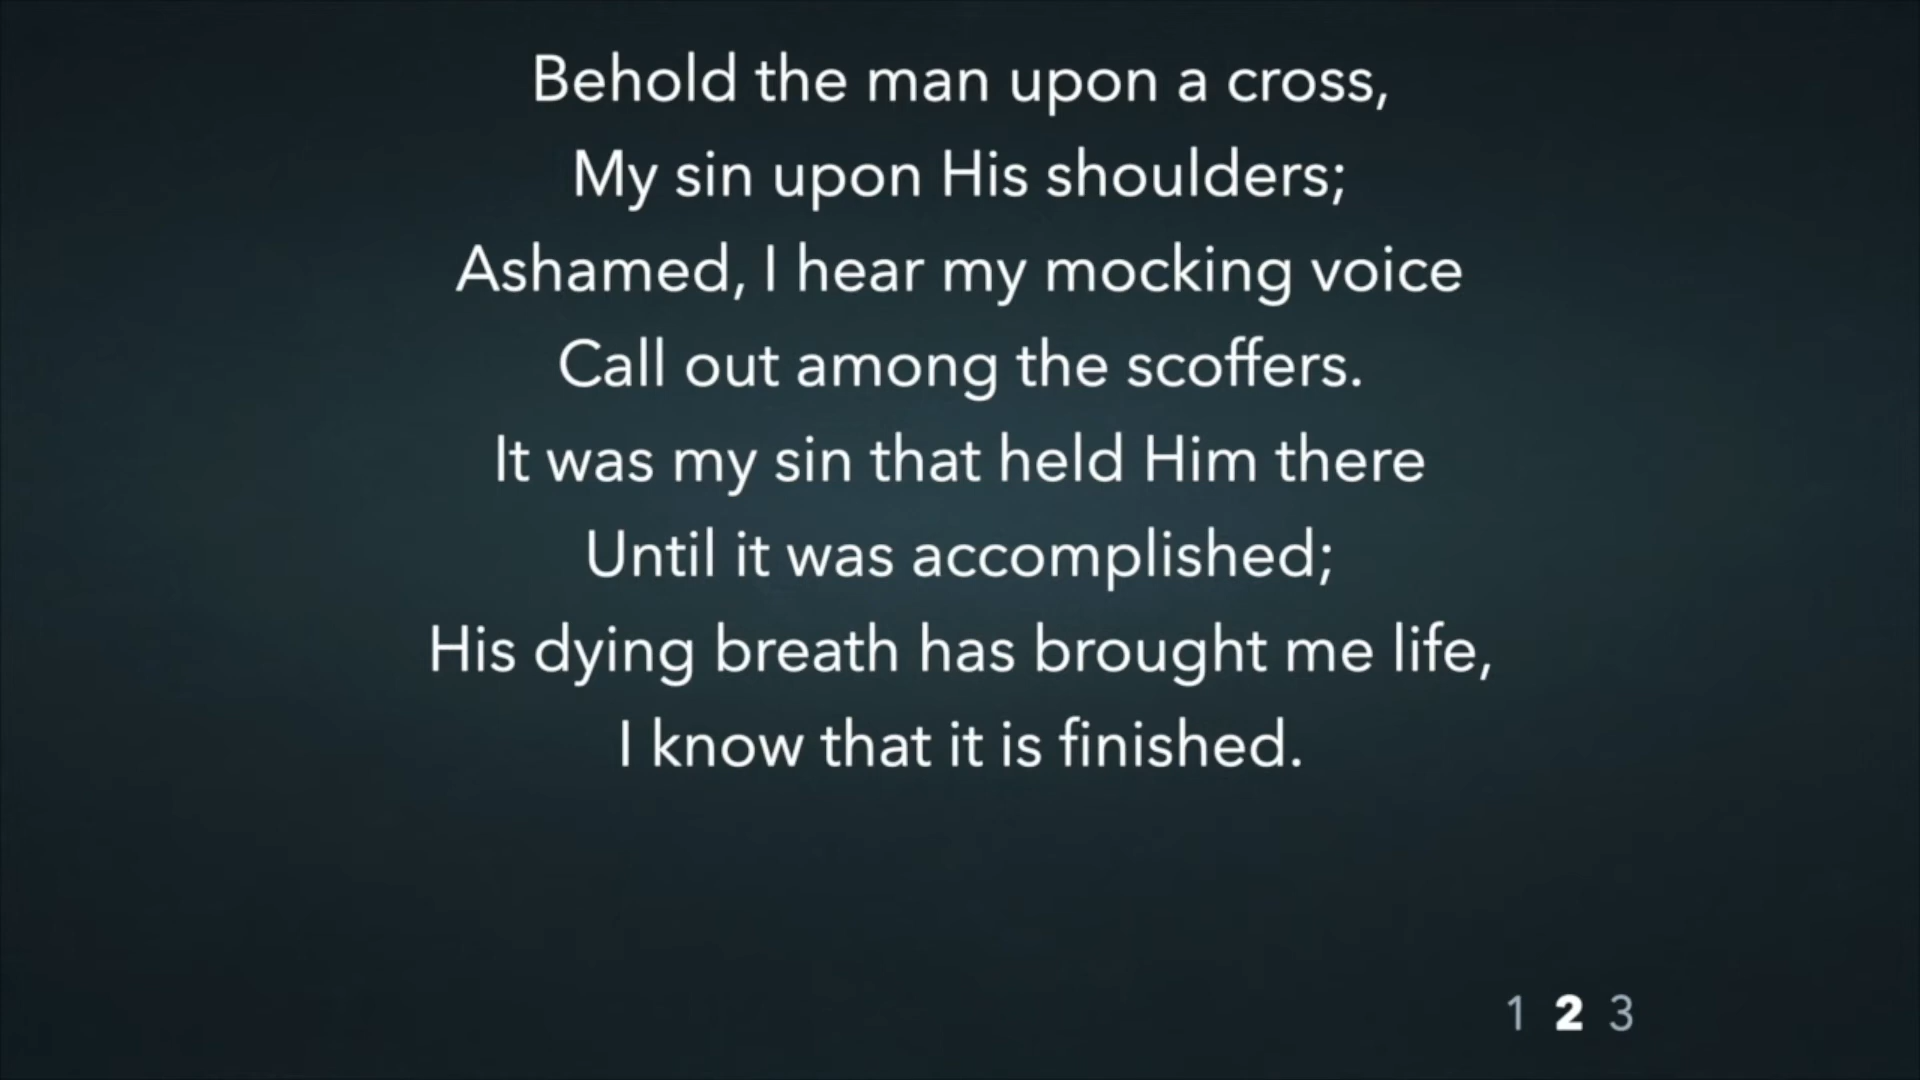 Behold the man upon a cross,
My sin upon His shoulders;
Ashamed, I hear my mocking voice
Call out among the scoffers.
It was my sin that held Him there
Until it was accomplished;
His dying breath has brought me life,
I know that it is finished.
1 2 3